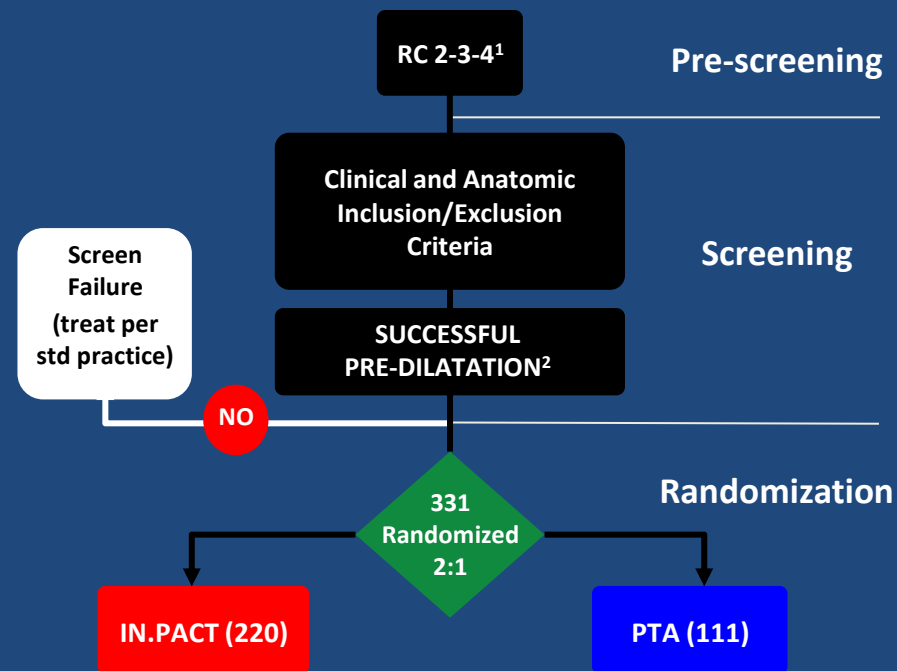 RC 2-3-4¹
Pre-screening
Clinical and Anatomic
Inclusion/Exclusion
Criteria
Screening
Screen
Failure
(treat per
std practice)
SUCCESSFUL
PRE-DILATATION²
NO
Randomization
331
Randomized
2:1
IN.PACT (220)
PTA (111)